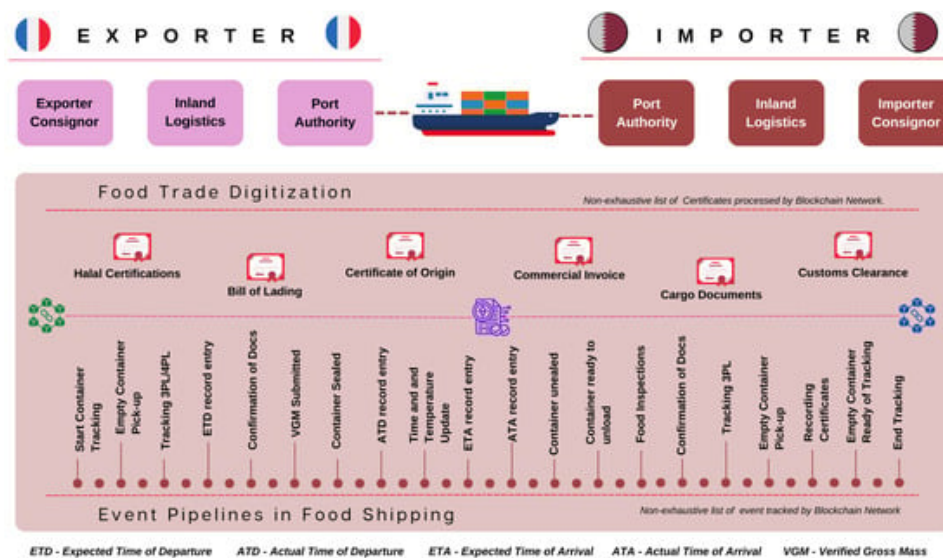 EXPORTER
IMPORTER
Exporter
Consignor
Inland
Logistics
Port
Authority
Port
Authority
Inland
Logistics
Importer
Consignor
Food Trade Digitization
Non-exhaustive list of Certificates processed by Blockchain Network.
Halal Certifications
Bill of Lading
Certificate of Origin
Commercial Invoice
Cargo Documents
Customs Clearance
Start Container
Tracking
Empty Container
Pick-up
Tracking 3PL/4PL
ETD record entry
Confirmation of Docs
VGM Submitted
Container Sealed
ATD record entry
Time and and
Temperature
Update
ETA record entry
ATA record entry
Container unealed
Container ready to
unload
Food Inspections
Confirmation of Docs
Tracking 3PL
Empty Container
Pick-up
Recording
Certificates
Empty Container
Ready of Tracking
End Tracking
Event Pipelines in Food Shipping
Non-exhaustive list of event tracked by Blockchain Network
ETD - Expected Time of Departure
ATD - Actual Time of Departure
ETA - Expected Time of Arrival
ATA - Actual Time of Arrival
VGM - Verified Gross Mass